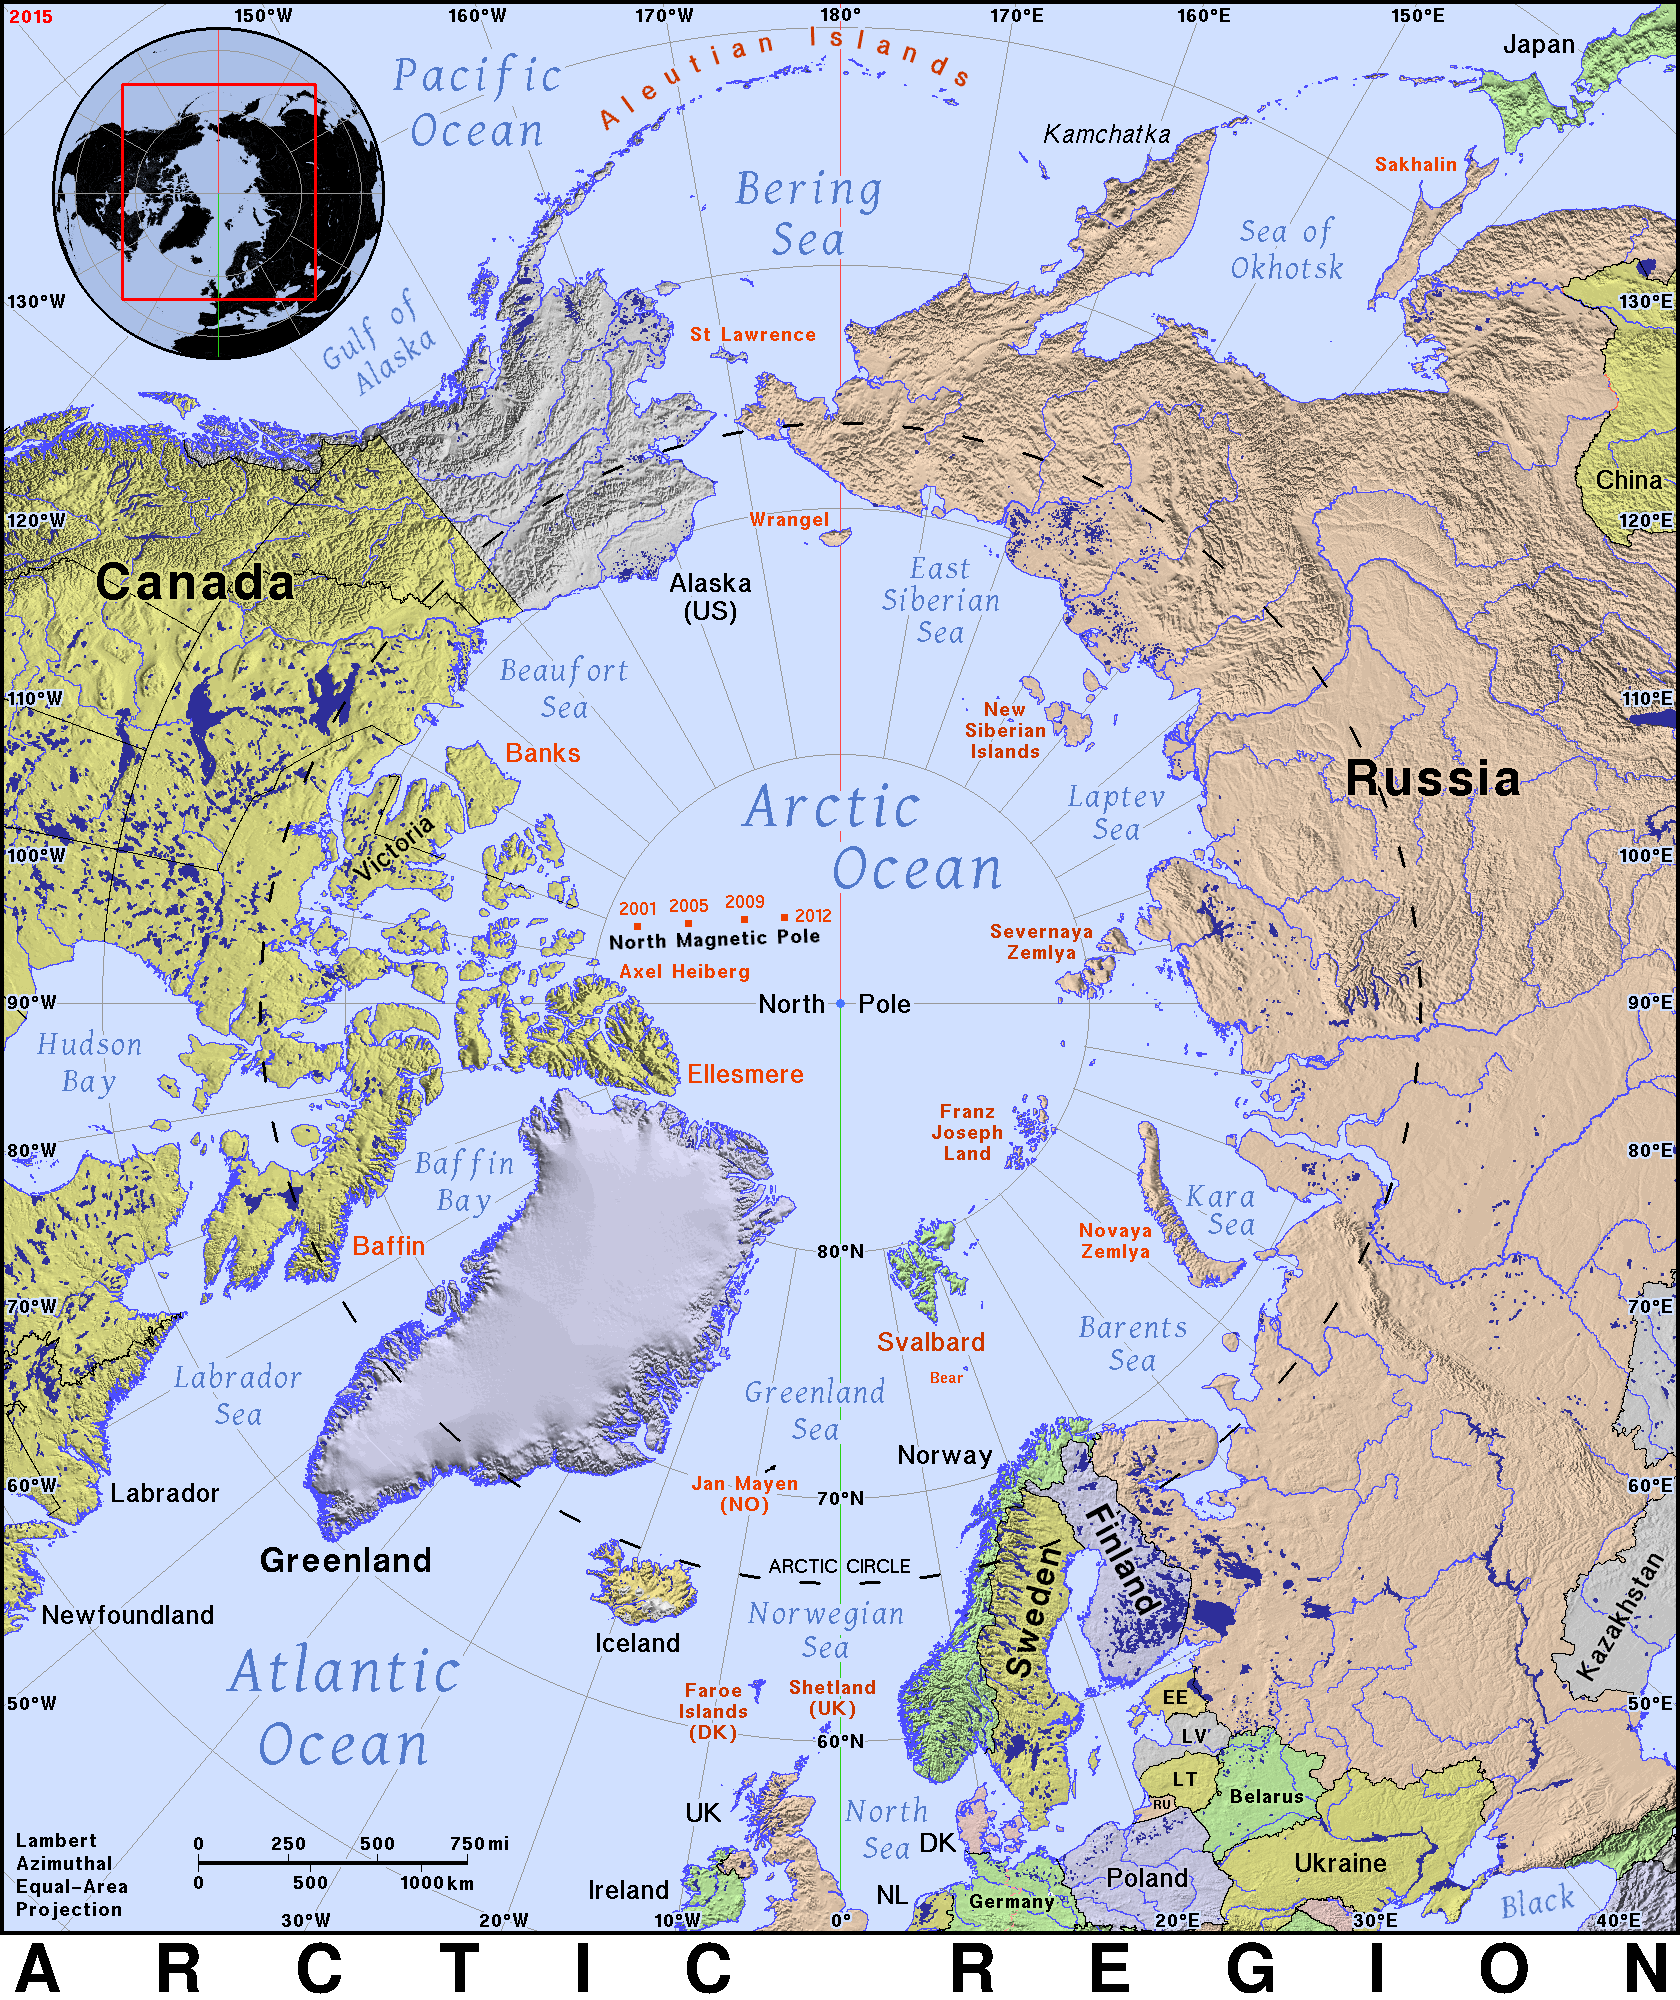 2015
150°W
160°W
170°W
180°
170°E
160°E
150°E
Japan
Pacific
Ocean
Aleutian Islands
Kamchatka
Sakhalin
Bering
Sea
Sea of
Okhotsk
130°W
130°E
Gulf of
Alaska
St Lawrence
China
120°W
120°E
Wrangel
Canada
Alaska
(US)
East
Siberian
Sea
Beaufort
Sea
110°W
110°E
New
Siberian
Islands
Banks
Russia
Arctic
Ocean
Laptev
Sea
Victoria
100°W
100°E
2001
2005
2009
2012
North Magnetic Pole
Severnaya
Zemlya
Axel Heiberg
90°W
North Pole
90°E
Hudson
Bay
Ellesmere
Franz
Joseph
Land
80°W
80°E
Baffin
Bay
Kara
Sea
Novaya
Zemlya
Baffin
80°N
70°W
70°E
Svalbard
Barents
Sea
Bear
Labrador
Sea
Greenland
Sea
Norway
60°W
60°E
Labrador
Jan Mayen
(NO)
70°N
Finland
Greenland
ARCTIC CIRCLE
Sweden
Kazakhstan
Newfoundland
Norwegian
Sea
Iceland
Atlantic
Ocean
Faroe
Islands
(DK)
Shetland
(UK)
EE
50°W
50°E
60°N
LV
LT
RU
Belarus
UK
North
Sea
DK
Poland
Ukraine
Ireland
NL
Germany
Black
Lambert
Azimuthal
Equal-Area
Projection
0 250 500 750 mi
0 500 1000 km
30°W
20°W
10°W
0°
20°E
30°E
40°E
ARCTIC REGION